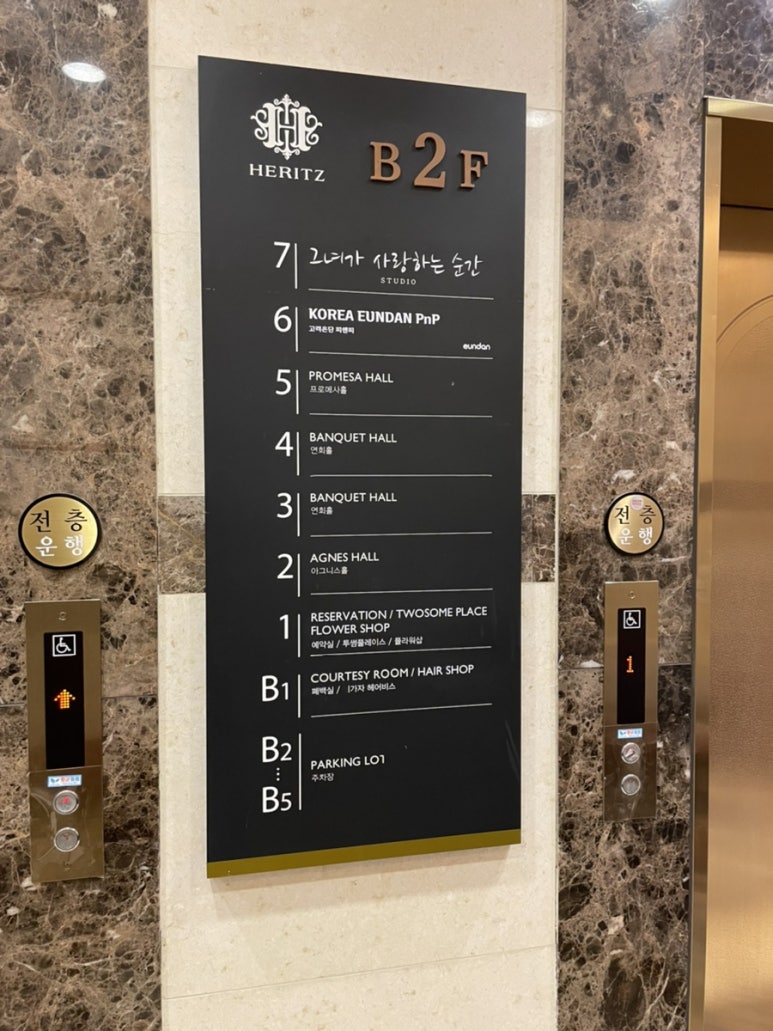 HERITZ
B2F
7 그녀가 사랑하는 순간
STUDIO
6 KOREA EUNDAN PnP
고려은단 피앤피
eundan
5 PROMESA HALL
프로메사홀
4 BANQUET HALL
연회홀
3 BANQUET HALL
연회홀
2 AGNES HALL
아그니스홀
1 RESERVATION / TWOSOME PLACE
FLOWER SHOP
예약실 / 투썸플레이스 / 플라워샵
B1 COURTESY ROOM / HAIR SHOP
폐백실 / 가자 헤어비스
B2
PARKING LOT
주차장
B5
전 층
운 행
전 층
운 행
1